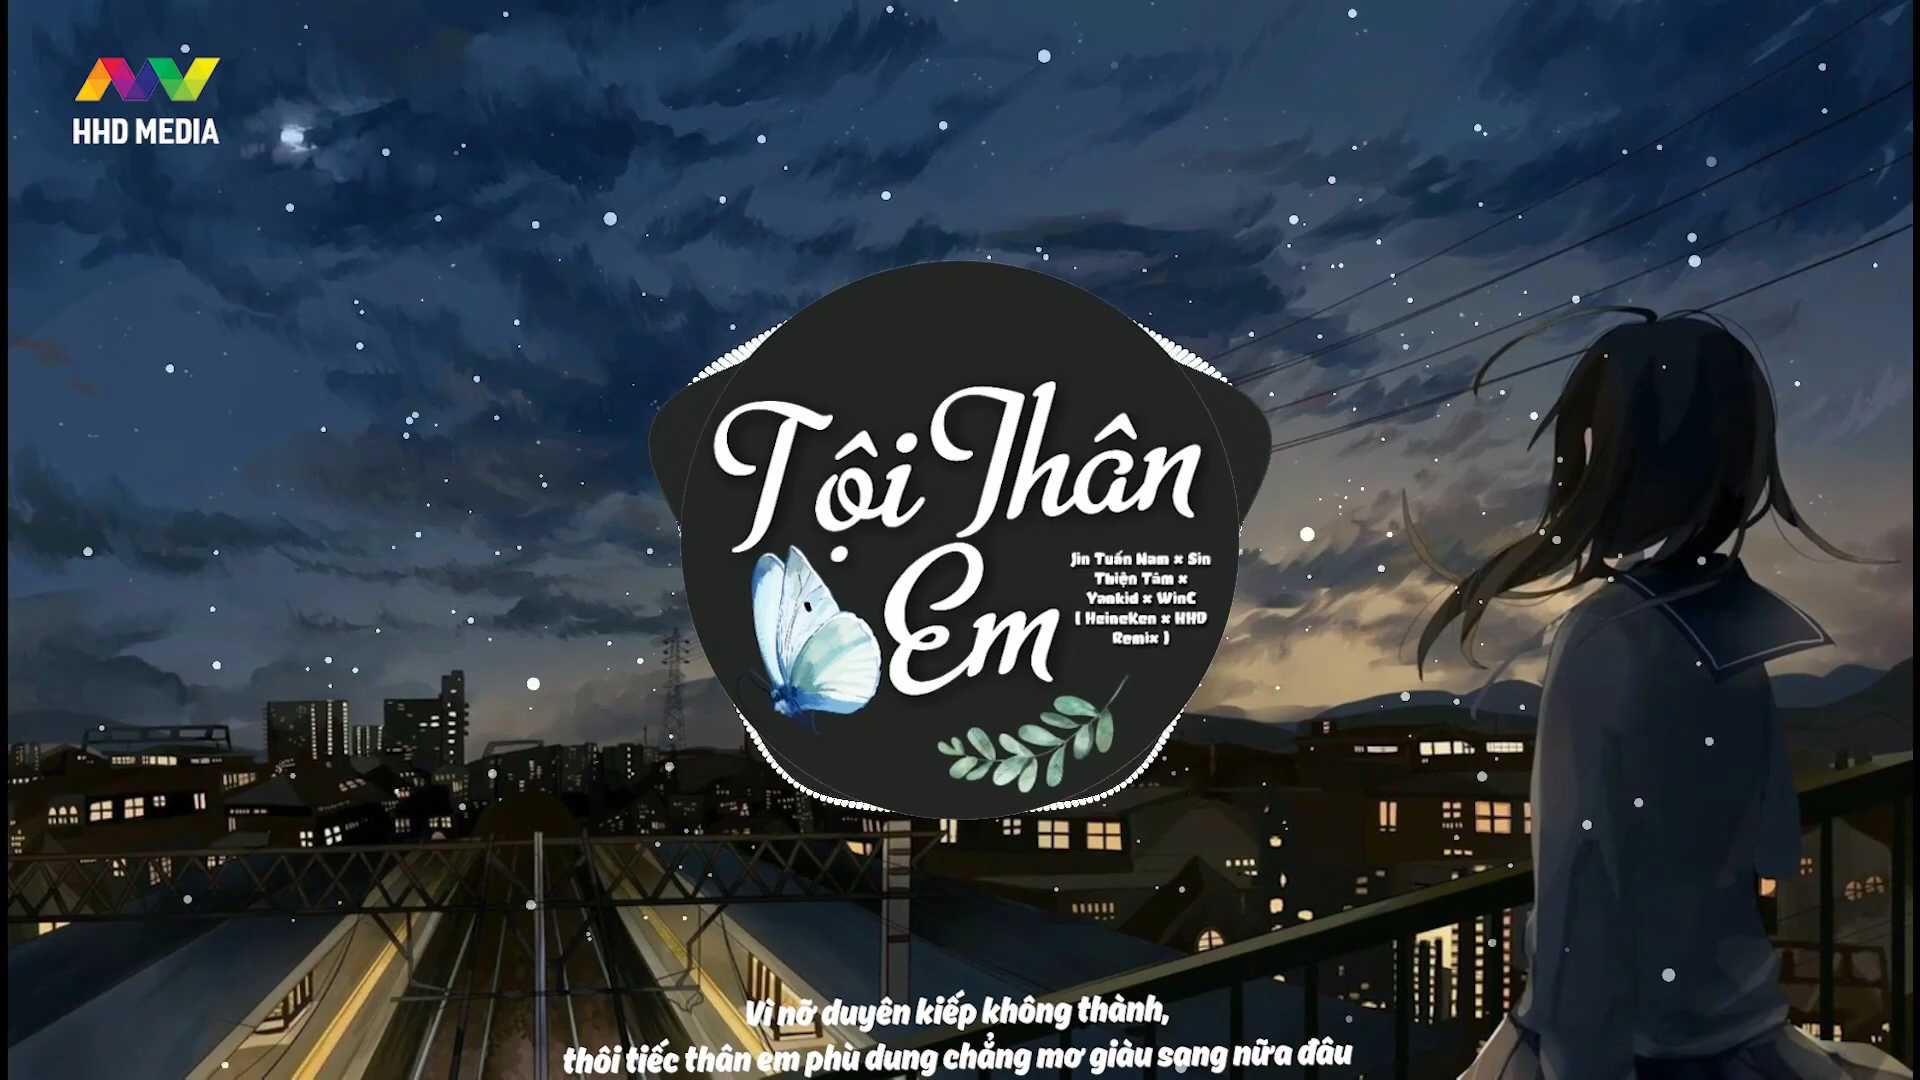 HHD MEDIA
Tội Thân
Em
Jin Tuấn Nam × Sin
Thiện Tâm ×
Yankid × WinC
( HeineKen × HHD
Remix )
Vì nỡ duyên kiếp không thành,
thôi tiếc thân em phù dung chẳng mơ giàu sang nữa đâu